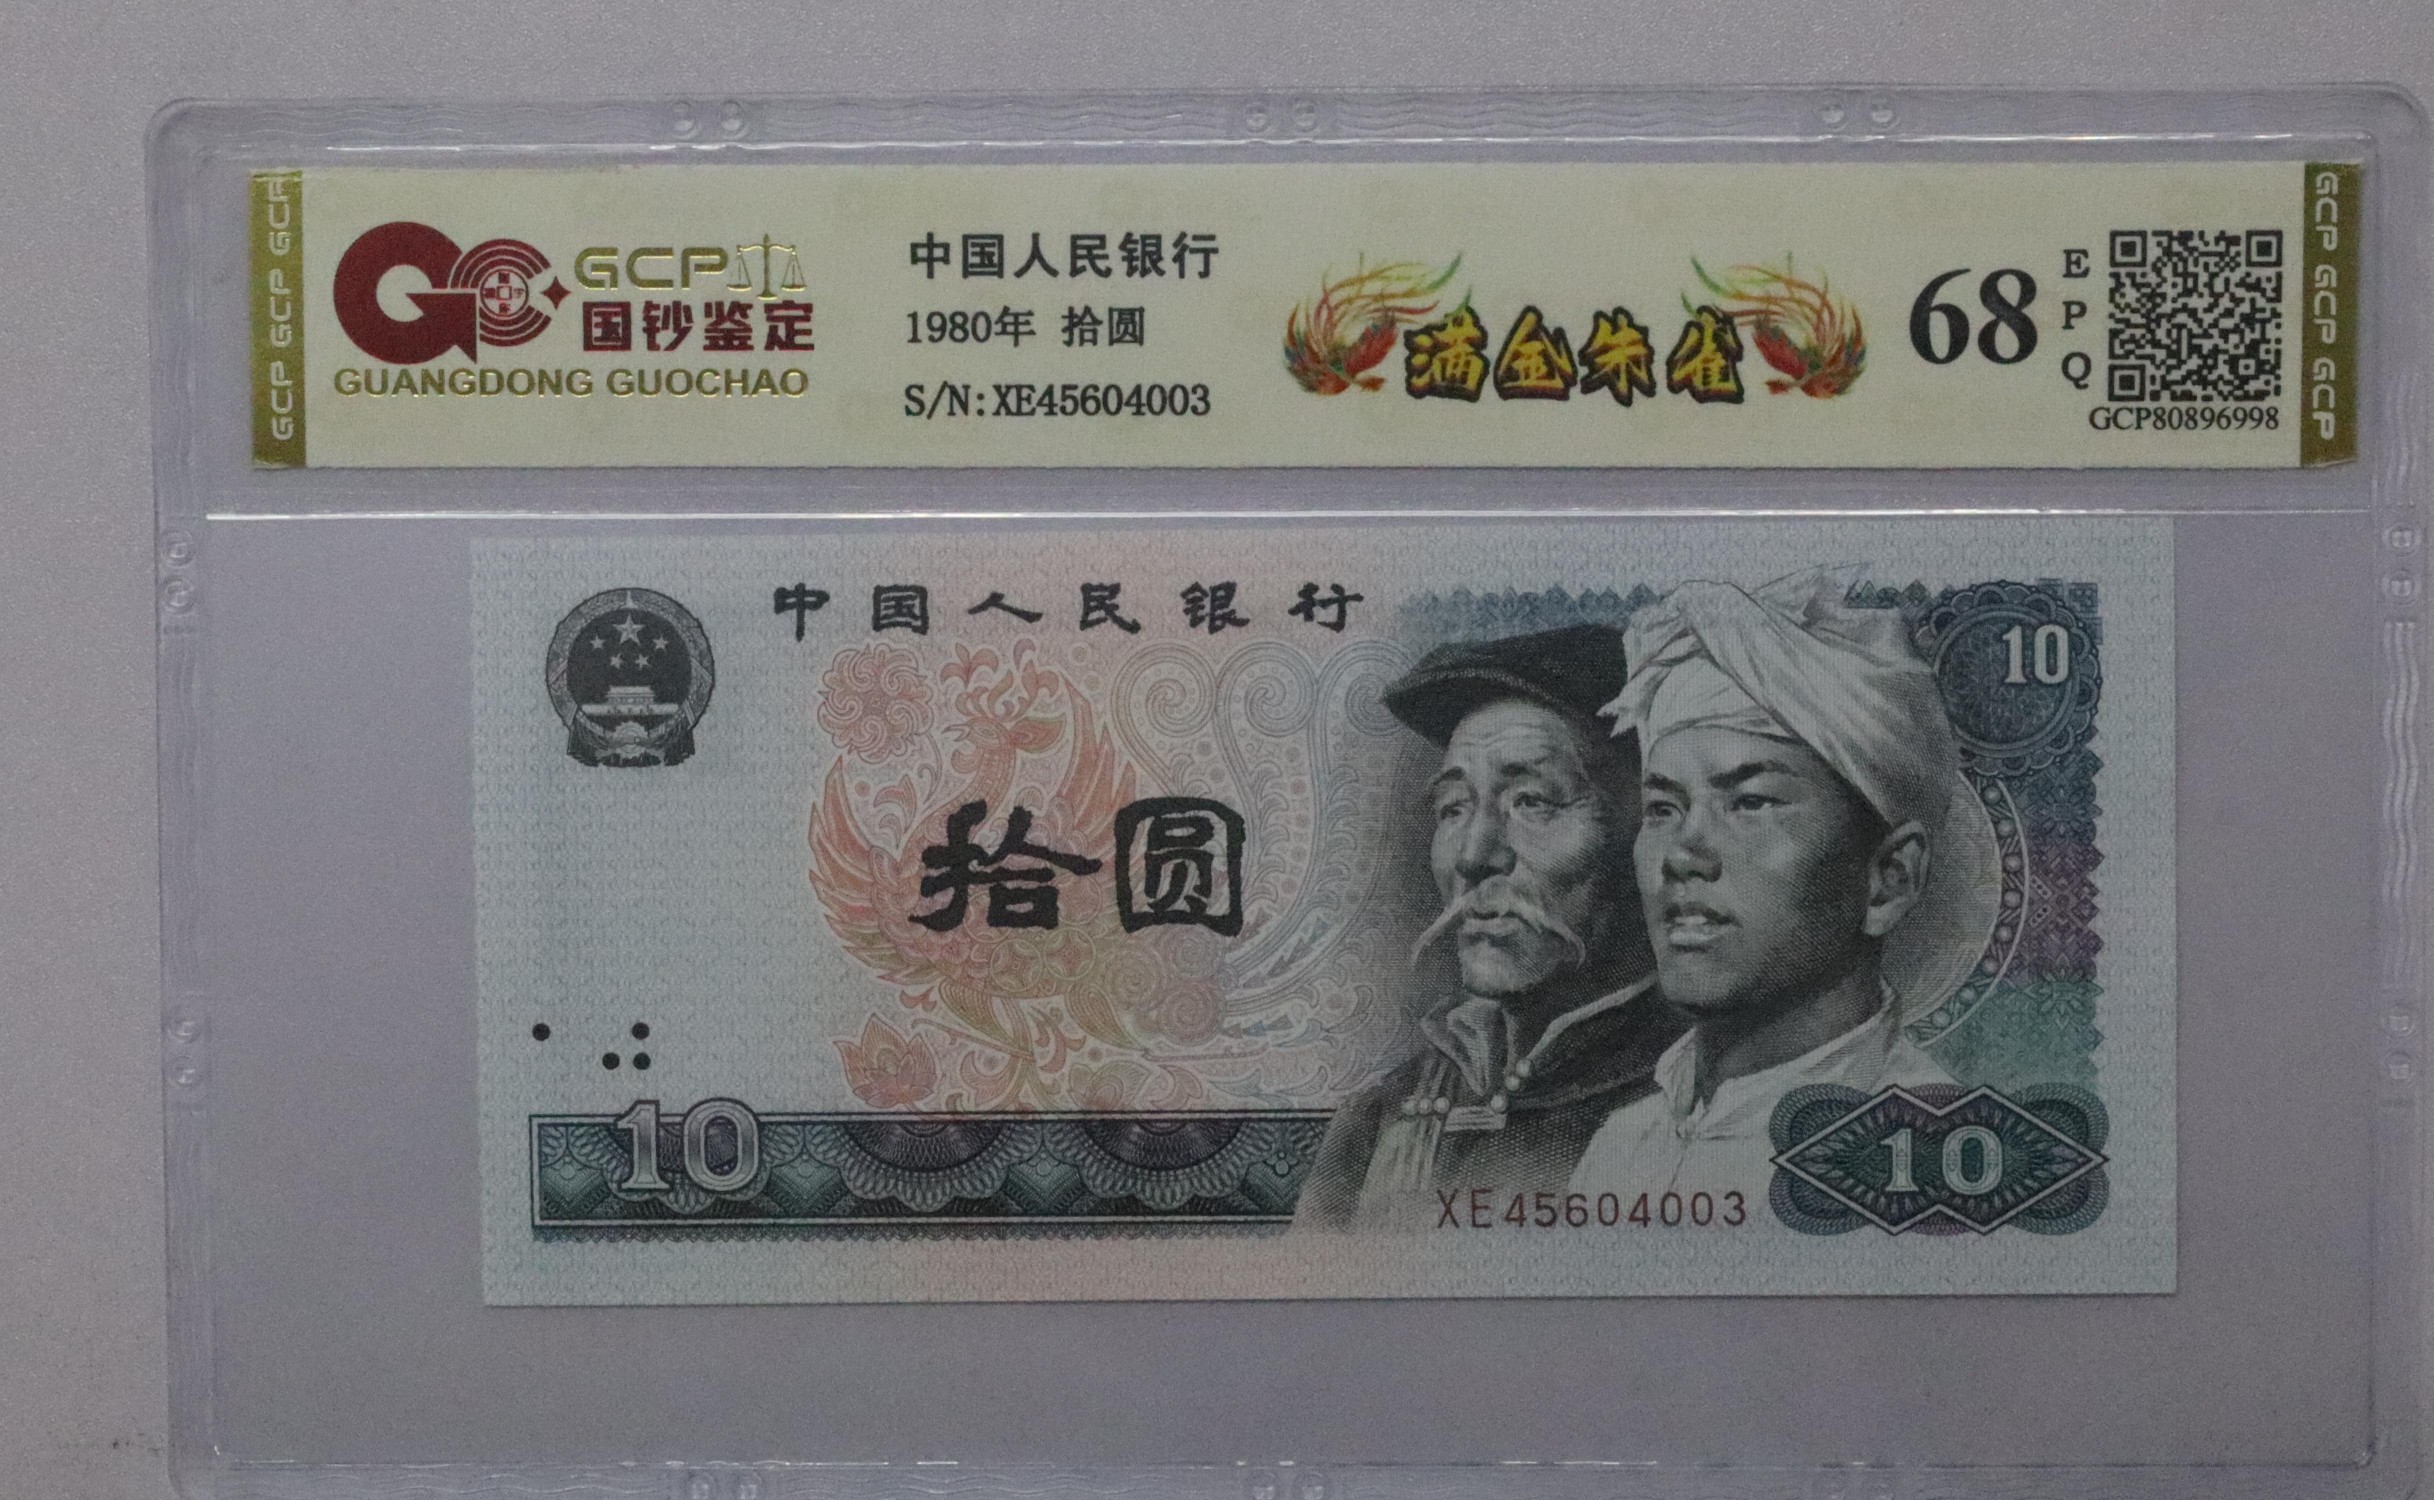 GCP GCP GCP
GCP
国钞鉴定
GUANGDONG GUOCHAO
中国人民银行
1980年 拾圆
S/N:XE45604003
满金朱雀
68
E
P
Q
GCP80896998
GCP GCP GCP
中国人民银行
10
拾圆
10
XE45604003
10